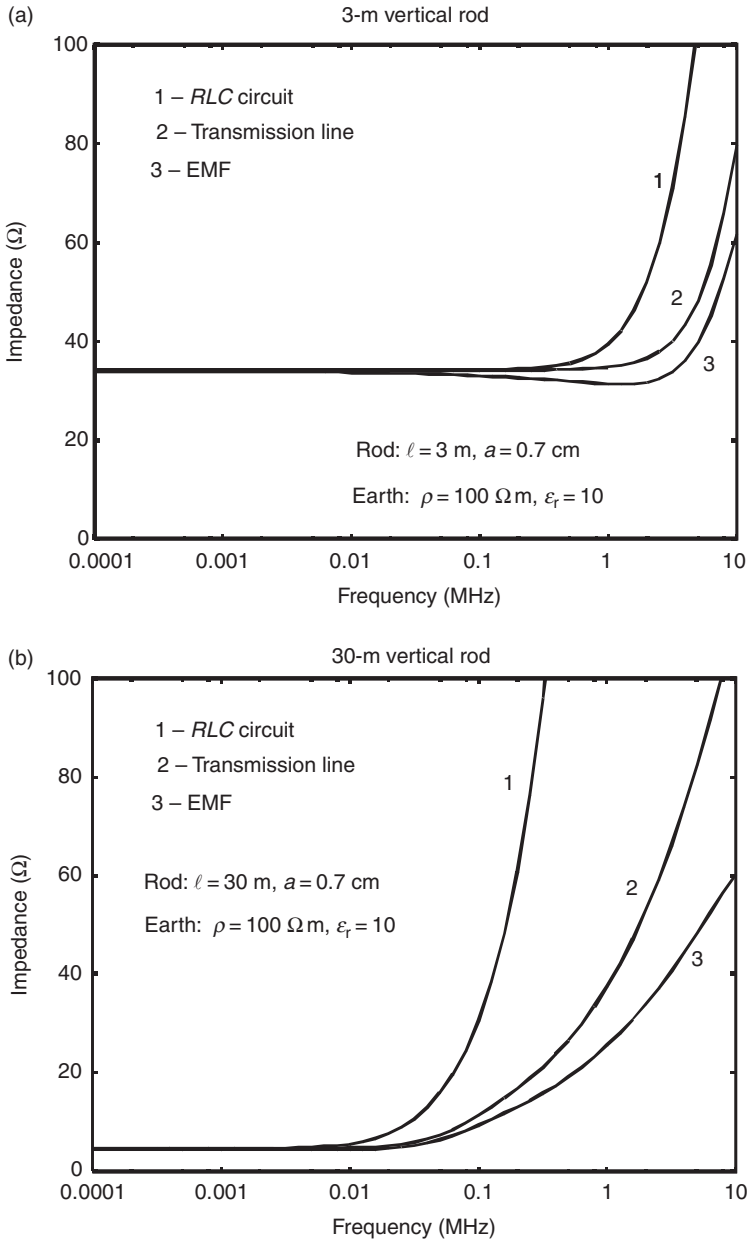 (a)
3-m vertical rod
100
80
60
40
20
0
Impedance (Ω)
1 – RLC circuit
2 – Transmission line
3 – EMF
1
2
3
Rod: ℓ = 3 m, a = 0.7 cm
Earth: ρ = 100 Ω m, εr = 10
0.0001
0.001
0.01
0.1
1
10
Frequency (MHz)
(b)
30-m vertical rod
100
80
60
40
20
0
Impedance (Ω)
1 – RLC circuit
2 – Transmission line
3 – EMF
Rod: ℓ = 30 m, a = 0.7 cm
Earth: ρ = 100 Ω m, εr = 10
1
2
3
0.0001
0.001
0.01
0.1
1
10
Frequency (MHz)